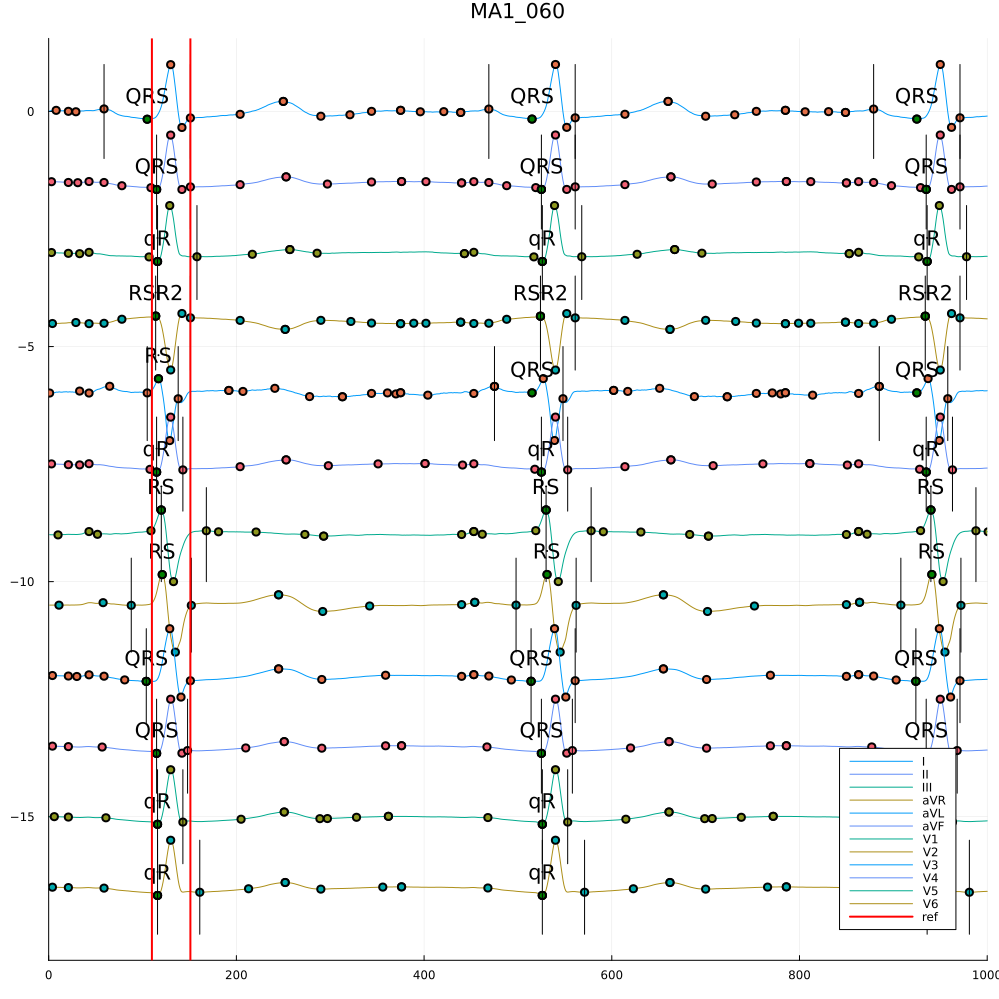 MA1_060
0
−5
−10
−15
QRS QRS QRS
QRS QRS QRS
qR qR qR
RSR2 RSR2 RSR2
RS QRS QRS
qR qR qR
RS RS RS
RS RS RS
QRS QRS QRS
QRS QRS QRS
qR qR
qR qR
I
II
III
aVR
aVL
aVF
V1
V2
V3
V4
V5
V6
ref
0 200 400 600 800 1000